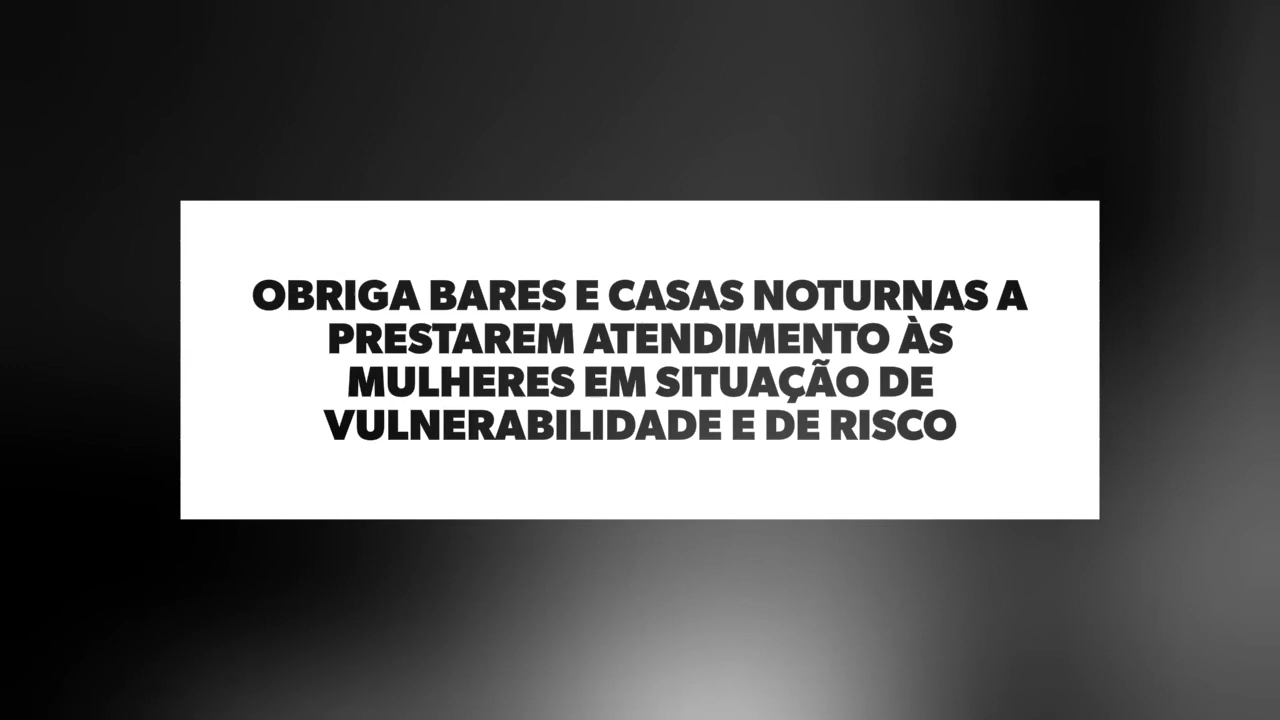 OBRIGA BARES E CASAS NOTURNAS A
PRESTAREM ATENDIMENTO ÀS
MULHERES EM SITUAÇÃO DE
VULNERABILIDADE E DE RISCO